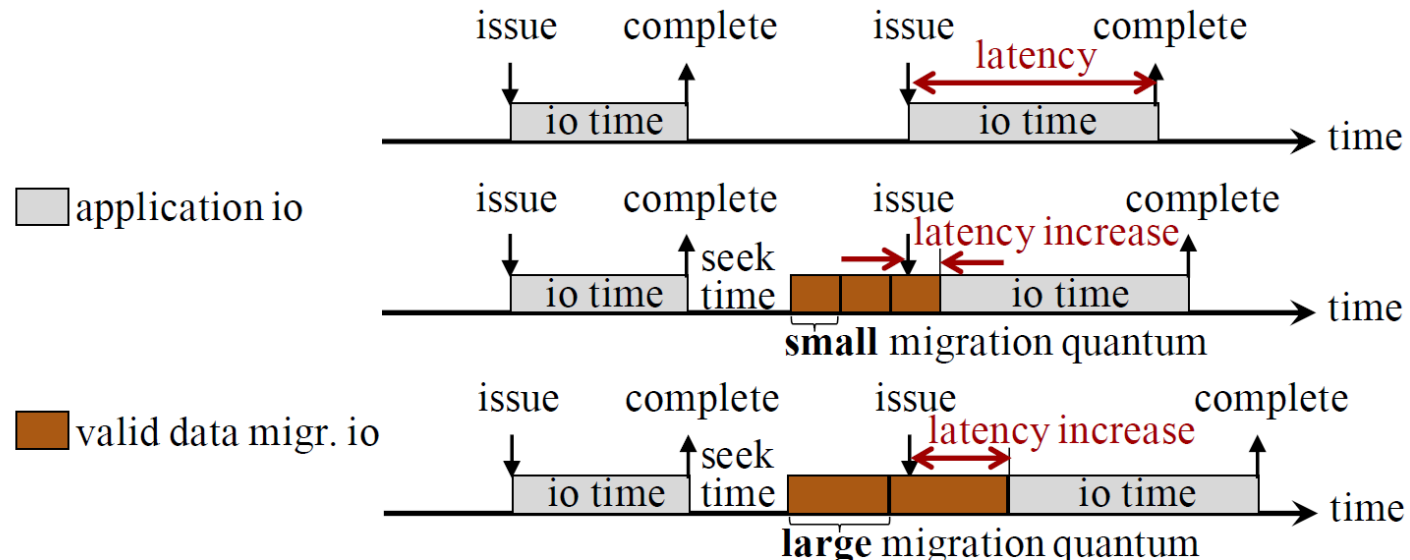 issue complete issue complete
latency
io time io time
time
application io
issue complete issue complete
latency increase
seek
time
io time io time
time
small migration quantum
valid data migr. io
issue complete issue complete
latency increase
seek
time
io time io time
time
large migration quantum